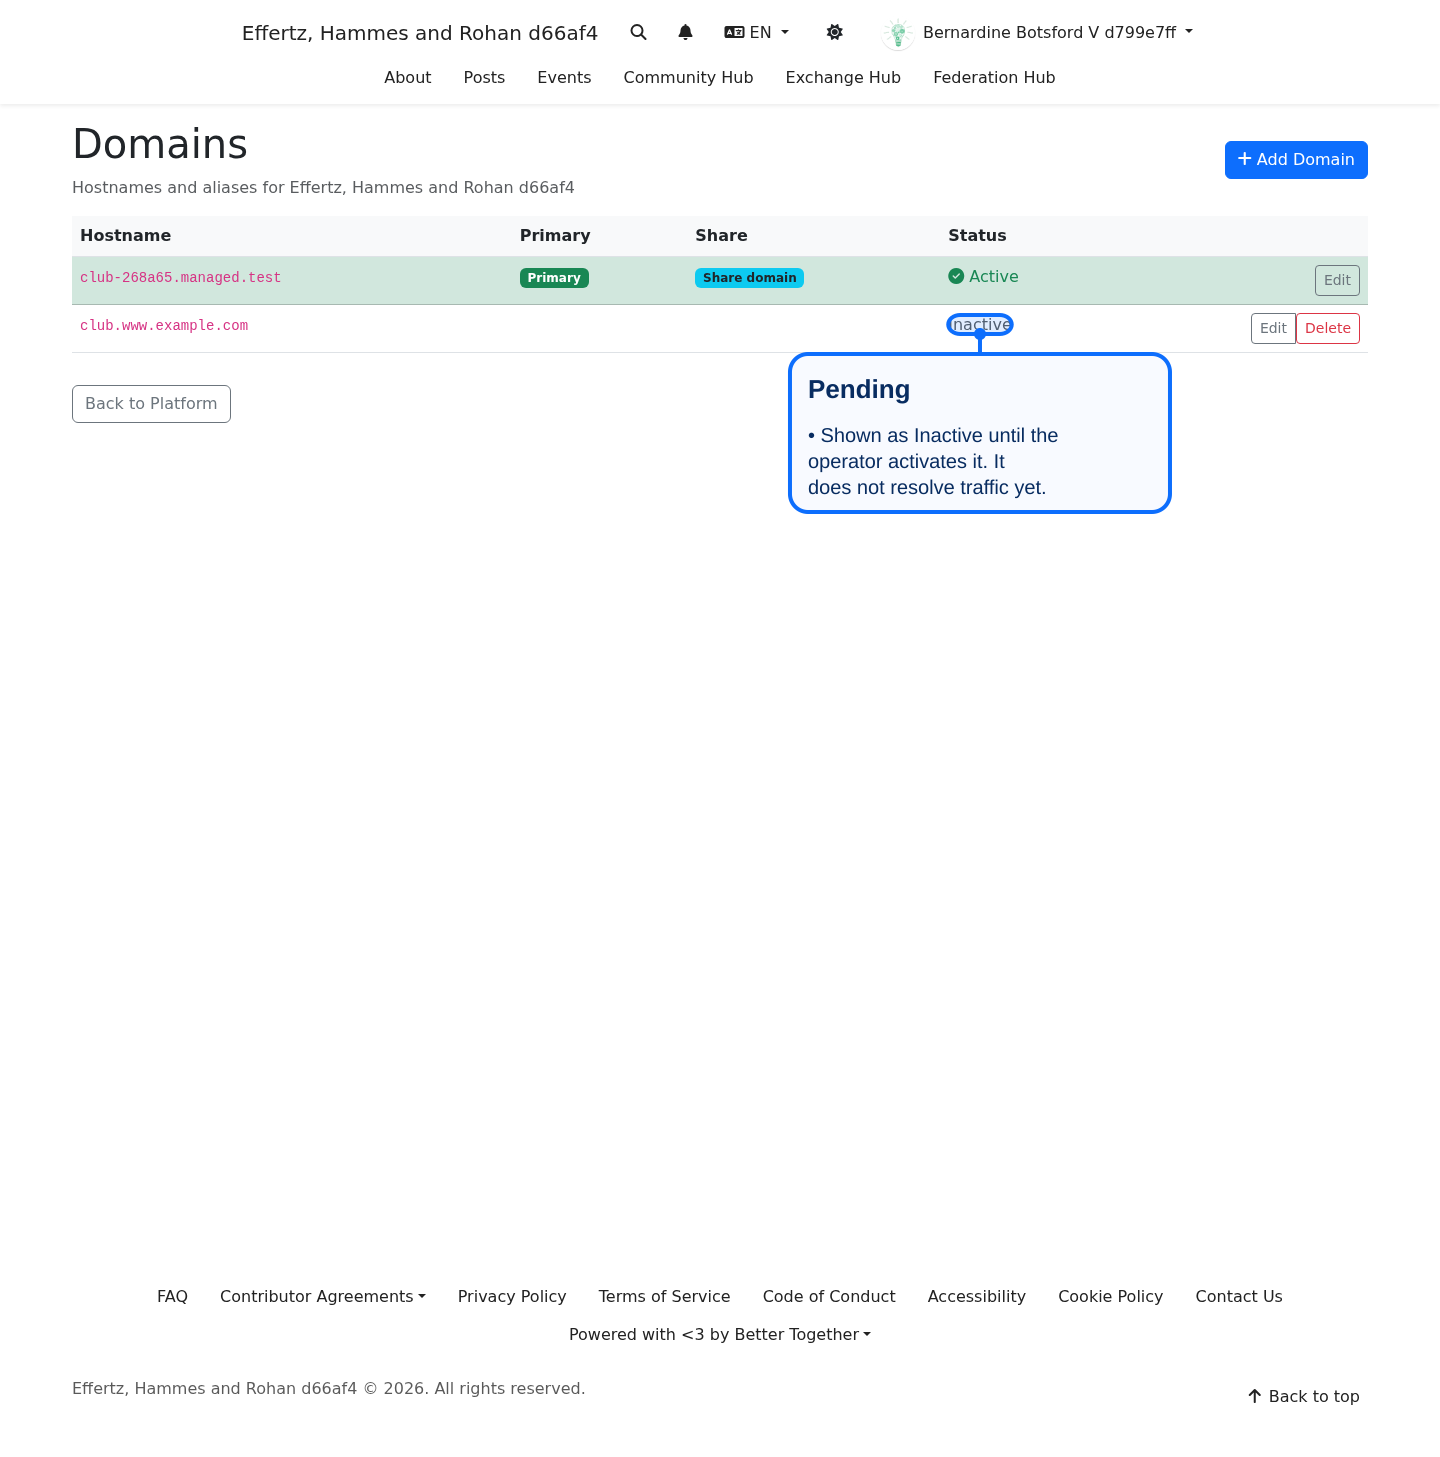 Effertz, Hammes and Rohan d66af4 EN Bernardine Botsford V d799e7ff
About Posts Events Community Hub Exchange Hub Federation Hub
Domains
Add Domain
Hostnames and aliases for Effertz, Hammes and Rohan d66af4
Hostname Primary Share Status
club-268a65.managed.test Primary Share domain Active Edit
club.www.example.com Inactive Edit Delete
Pending
• Shown as Inactive until the
operator activates it. It
does not resolve traffic yet.
Back to Platform
FAQ Contributor Agreements Privacy Policy Terms of Service Code of Conduct Accessibility Cookie Policy Contact Us
Powered with <3 by Better Together
Effertz, Hammes and Rohan d66af4 © 2026. All rights reserved.
Back to top